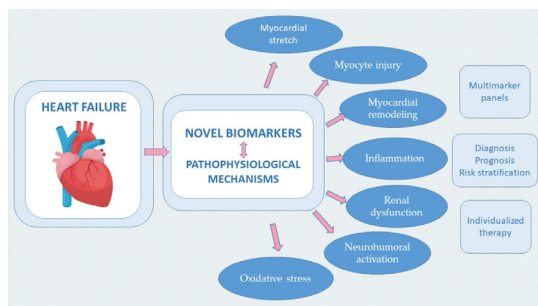 HEART FAILURE
NOVEL BIOMARKERS
PATHOPHYSIOLOGICAL
MECHANISMS
Myocardial
stretch
Myocyte injury
Myocardial
remodeling
Inflammation
Renal
dysfunction
Neurohumoral
activation
Oxidative stress
Multimarker
panels
Diagnosis
Prognosis
Risk stratification
Individualized
therapy